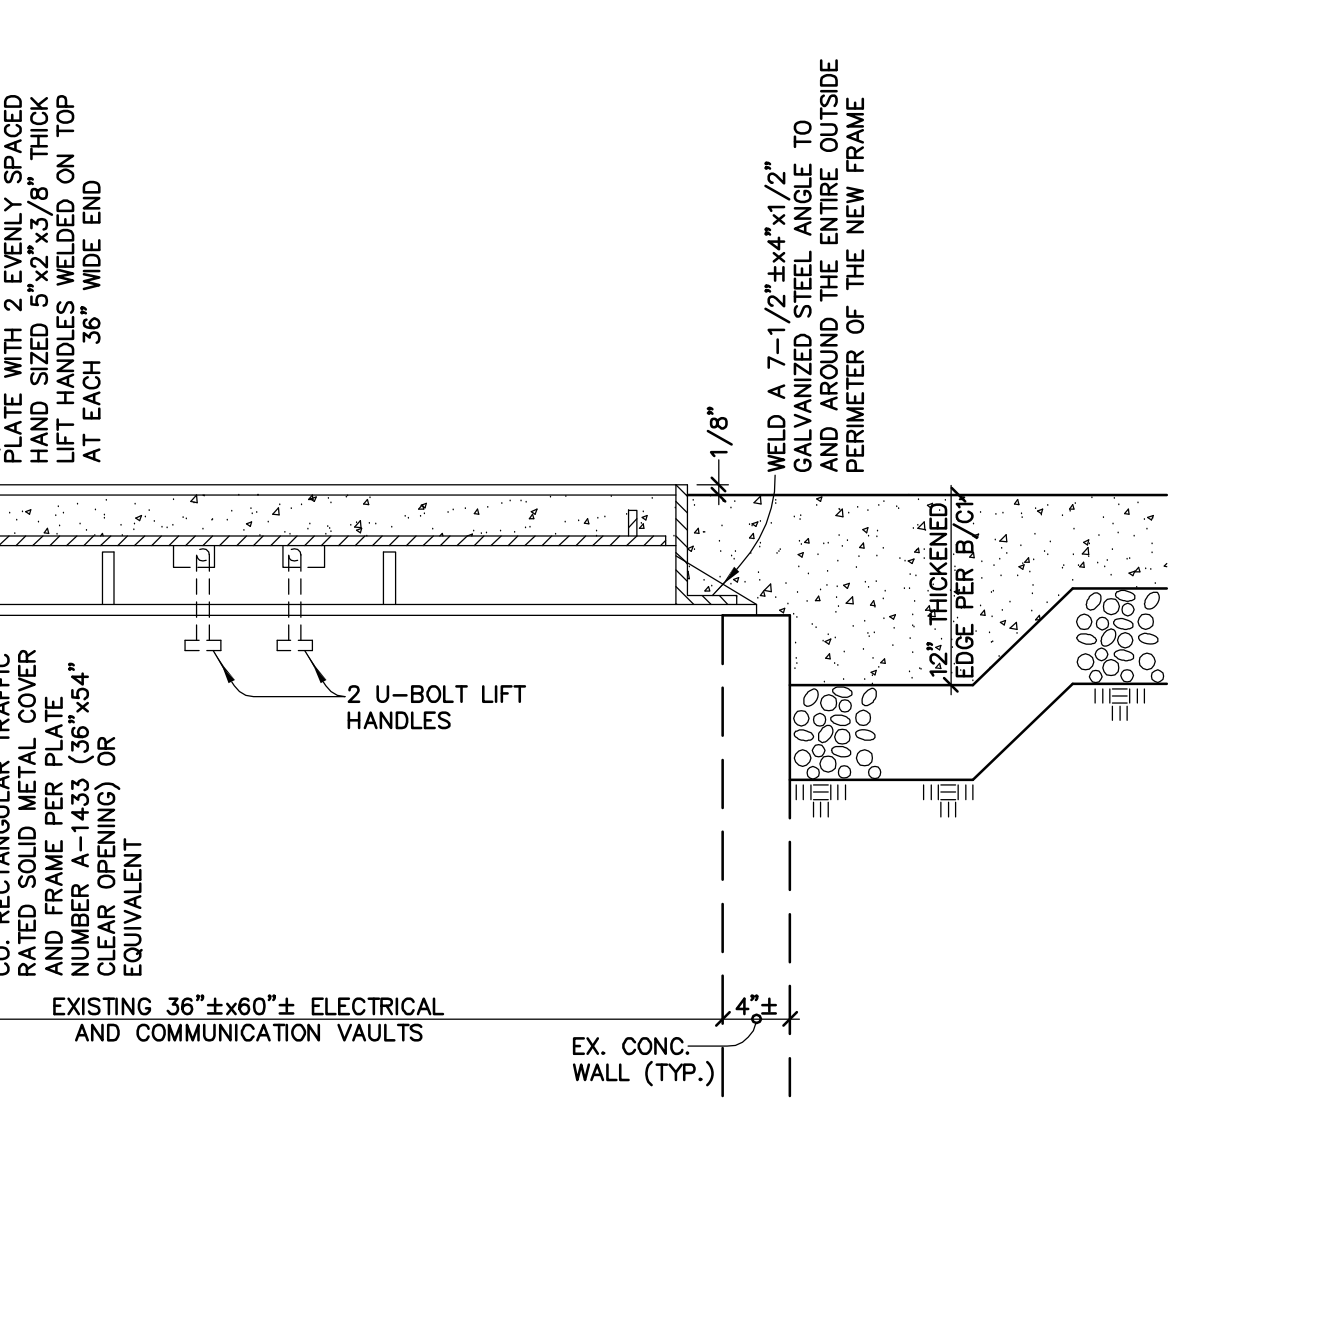 PLATE WITH 2 EVENLY SPACED
HAND SIZED 5"x2"x3/8" THICK
LIFT HANDLES WELDED ON TOP
AT EACH 36" WIDE END
1/8"
WELD A 7-1/2"±x4"x1/2"
GALVANIZED STEEL ANGLE TO
AND AROUND THE ENTIRE OUTSIDE
PERIMETER OF THE NEW FRAME
12" THICKENED
EDGE PER B/C1
2 U-BOLT LIFT
HANDLES
CO. RECTANGULAR TRAFFIC
RATED SOLID METAL COVER
AND FRAME PER PLATE
NUMBER A-1433 (36"x54"
CLEAR OPENING) OR
EQUIVALENT
EXISTING 36"±x60"± ELECTRICAL
AND COMMUNICATION VAULTS
4"±
EX. CONC.
WALL (TYP.)